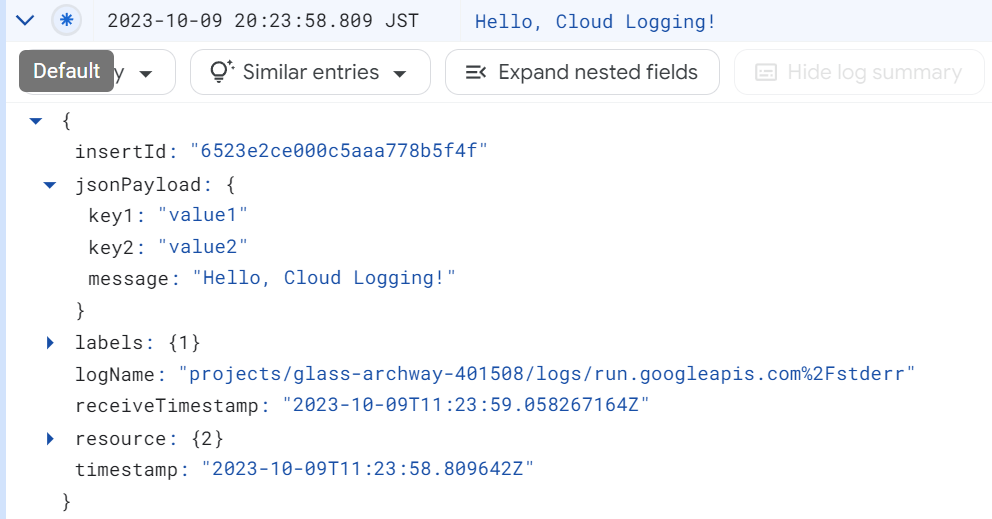 2023-10-09 20:23:58.809 JST Hello, Cloud Logging!
Default y Similar entries Expand nested fields Hide log summary
{
insertId: "6523e2ce000c5aaa778b5f4f"
jsonPayload: {
key1: "value1"
key2: "value2"
message: "Hello, Cloud Logging!"
}
labels: {1}
logName: "projects/glass-archway-401508/logs/run.googleapis.com%2Fstderr"
receiveTimestamp: "2023-10-09T11:23:59.058267164Z"
resource: {2}
timestamp: "2023-10-09T11:23:58.809642Z"
}